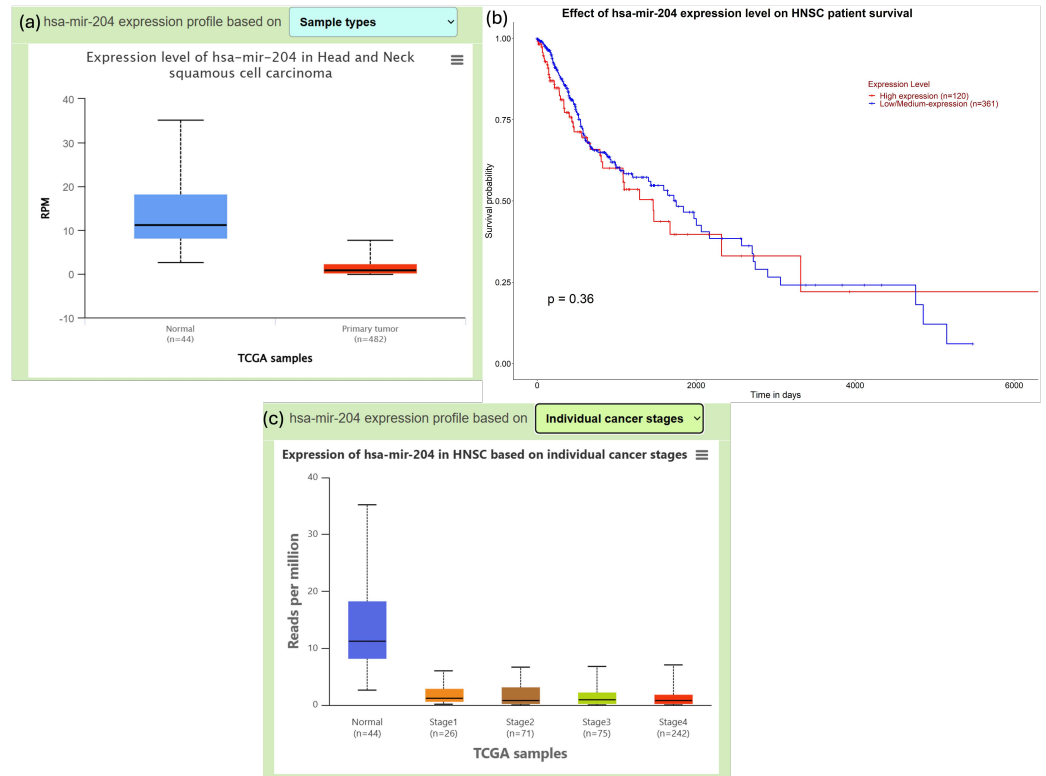 (a) hsa-mir-204 expression profile based on Sample types
Expression level of hsa-mir-204 in Head and Neck
squamous cell carcinoma
40
30
20
10
0
-10
RPM
Normal
(n=44)
Primary tumor
(n=482)
TCGA samples
(b)
Effect of hsa-mir-204 expression level on HNSC patient survival
1.00
0.75
0.50
0.25
0.00
Survival probability
Expression Level
High expression (n=120)
Low/Medium-expression (n=361)
p = 0.36
0
2000
4000
6000
Time in days
(c) hsa-mir-204 expression profile based on Individual cancer stages
Expression of hsa-mir-204 in HNSC based on individual cancer stages
40
30
20
10
0
Reads per million
Normal
(n=44)
Stage1
(n=26)
Stage2
(n=71)
Stage3
(n=75)
Stage4
(n=242)
TCGA samples